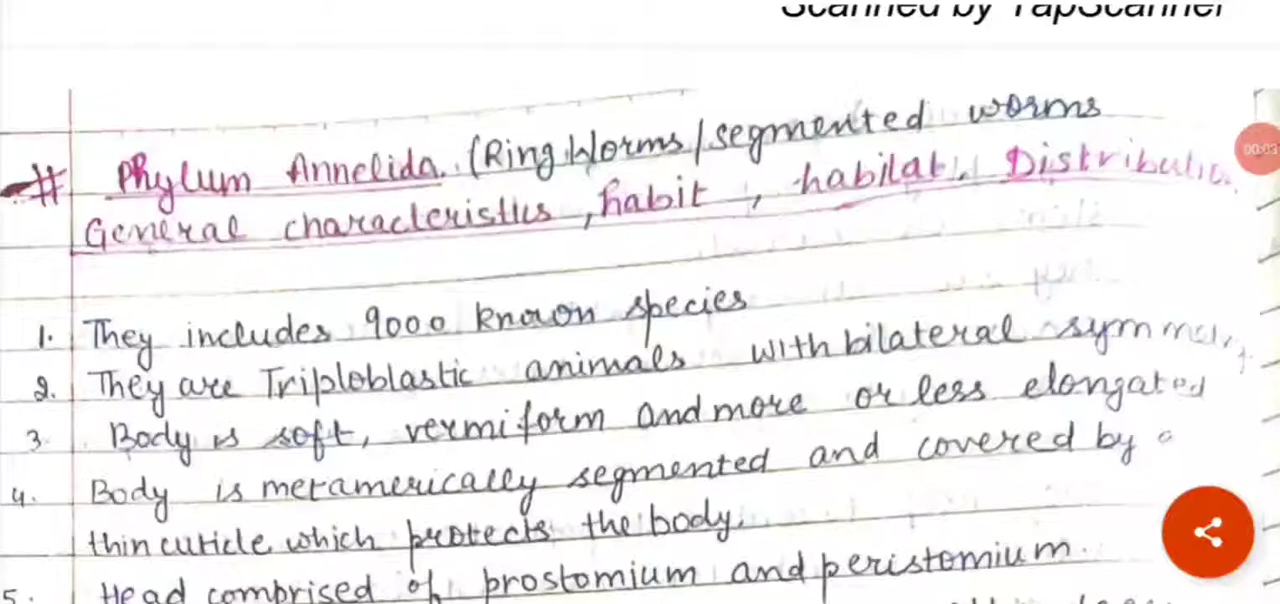 Scanned by TapScanner
# Phylum Annelida. (Ring Worms/segmented worms
General characteristics, habit, habitat, Distributio
00:03
1. They includes 9000 known species
2. They are Triploblastic animals with bilateral symmetry
3. Body is soft, vermiform and more or less elongated
4. Body is metamerically segmented and covered by a
thin cuticle which protects the body.
5. Head comprised of prostomium and peristomium.